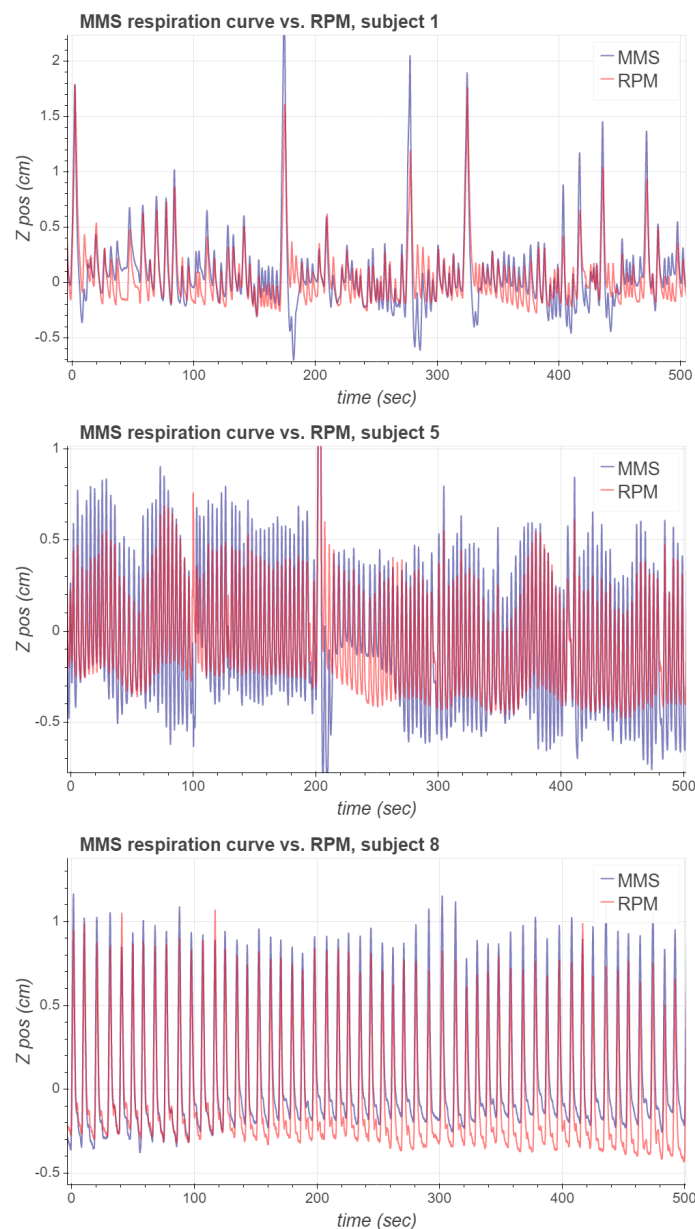 MMS respiration curve vs. RPM, subject 1
MMS
RPM
2
1.5
1
0.5
0
-0.5
Z pos (cm)
0 100 200 300 400 500
time (sec)
MMS respiration curve vs. RPM, subject 5
MMS
RPM
1
0.5
0
-0.5
Z pos (cm)
0 100 200 300 400 500
time (sec)
MMS respiration curve vs. RPM, subject 8
MMS
RPM
1
0.5
0
-0.5
Z pos (cm)
0 100 200 300 400 500
time (sec)